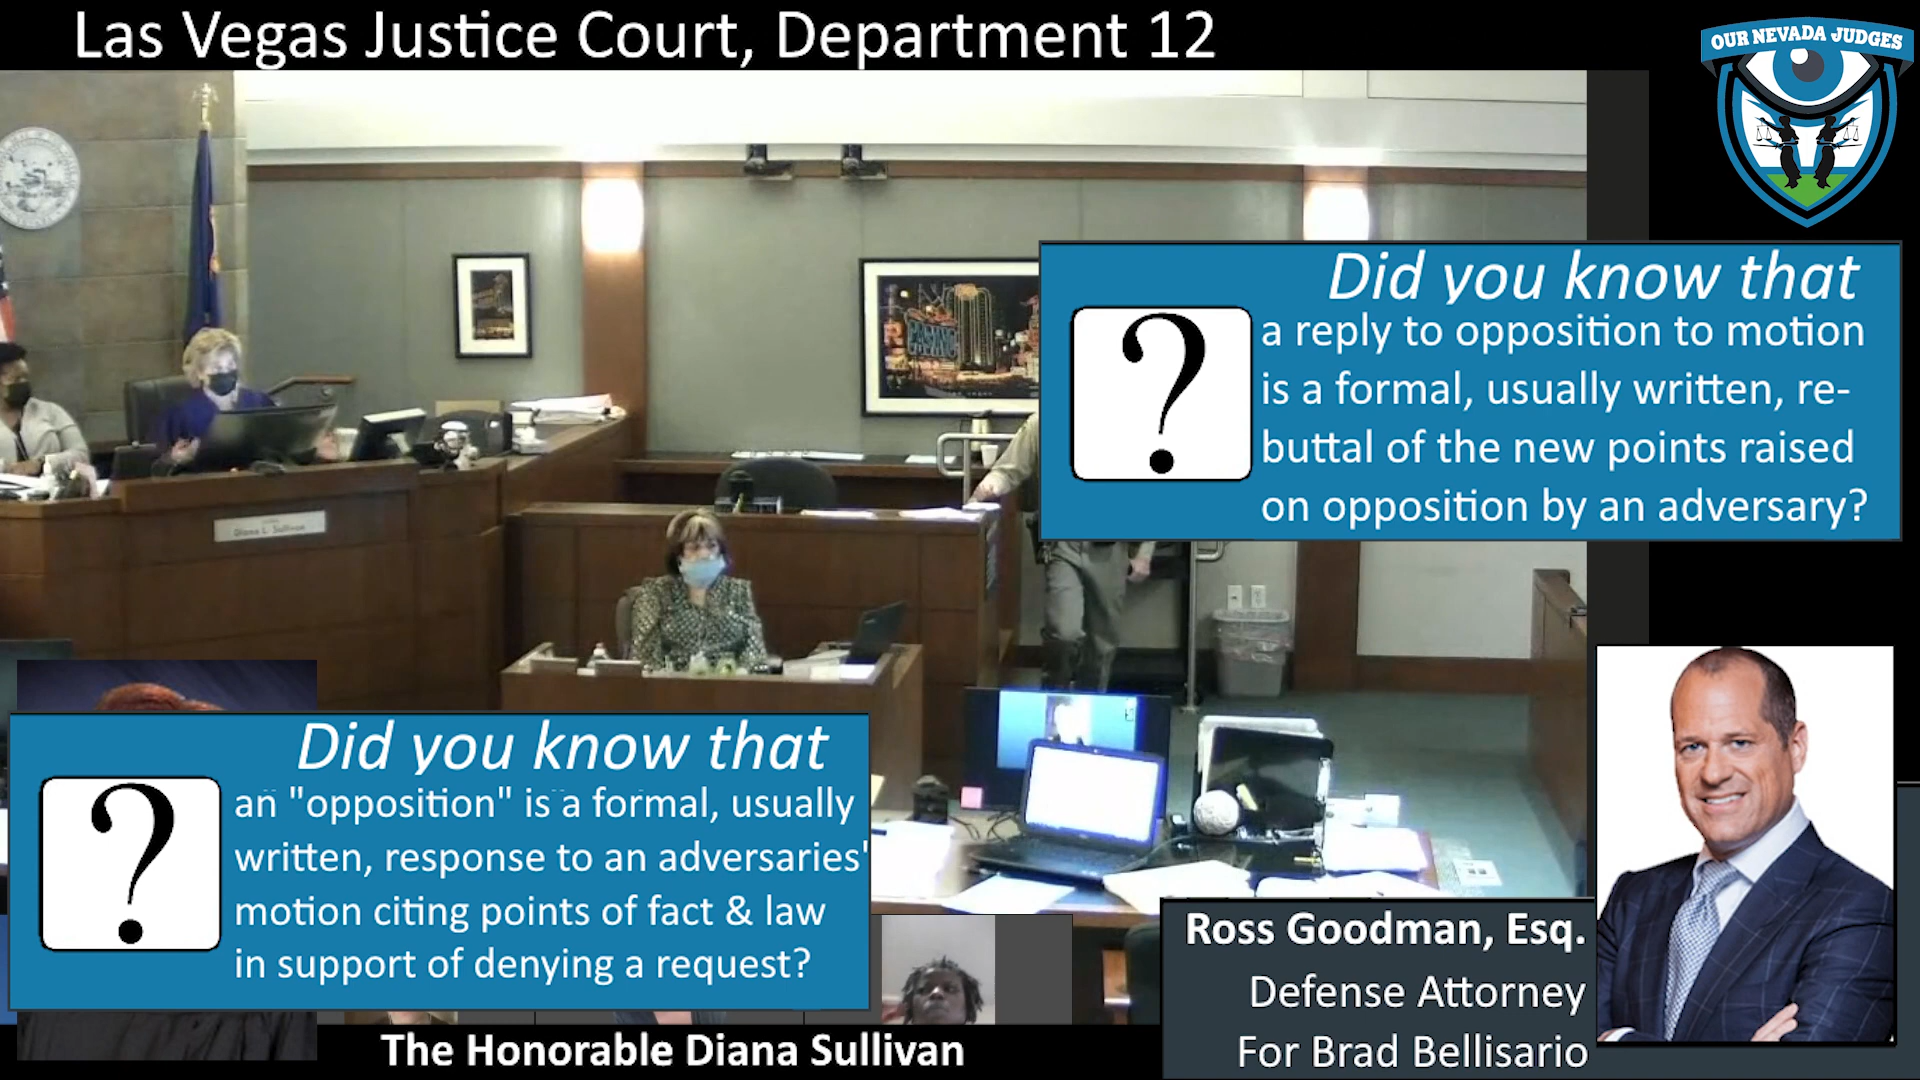 Las Vegas Justice Court, Department 12
OUR NEVADA JUDGES
Did you know that
a reply to opposition to motion
is a formal, usually written, re-
buttal of the new points raised
on opposition by an adversary?
Diana L. Sullivan
Did you know that
an "opposition" is a formal, usually
written, response to an adversaries'
motion citing points of fact & law
in support of denying a request?
The Honorable Diana Sullivan
Ross Goodman, Esq.
Defense Attorney
For Brad Bellisario